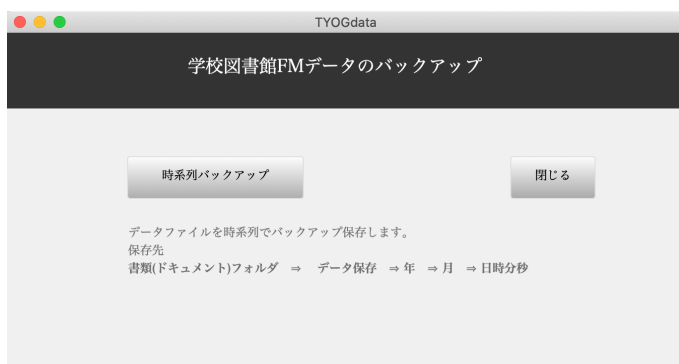 TYOGdata
学校図書館FMデータのバックアップ
時系列バックアップ 閉じる
データファイルを時系列でバックアップ保存します。
保存先
書類(ドキュメント)フォルダ ⇒ データ保存 ⇒ 年 ⇒ 月 ⇒ 日時分秒